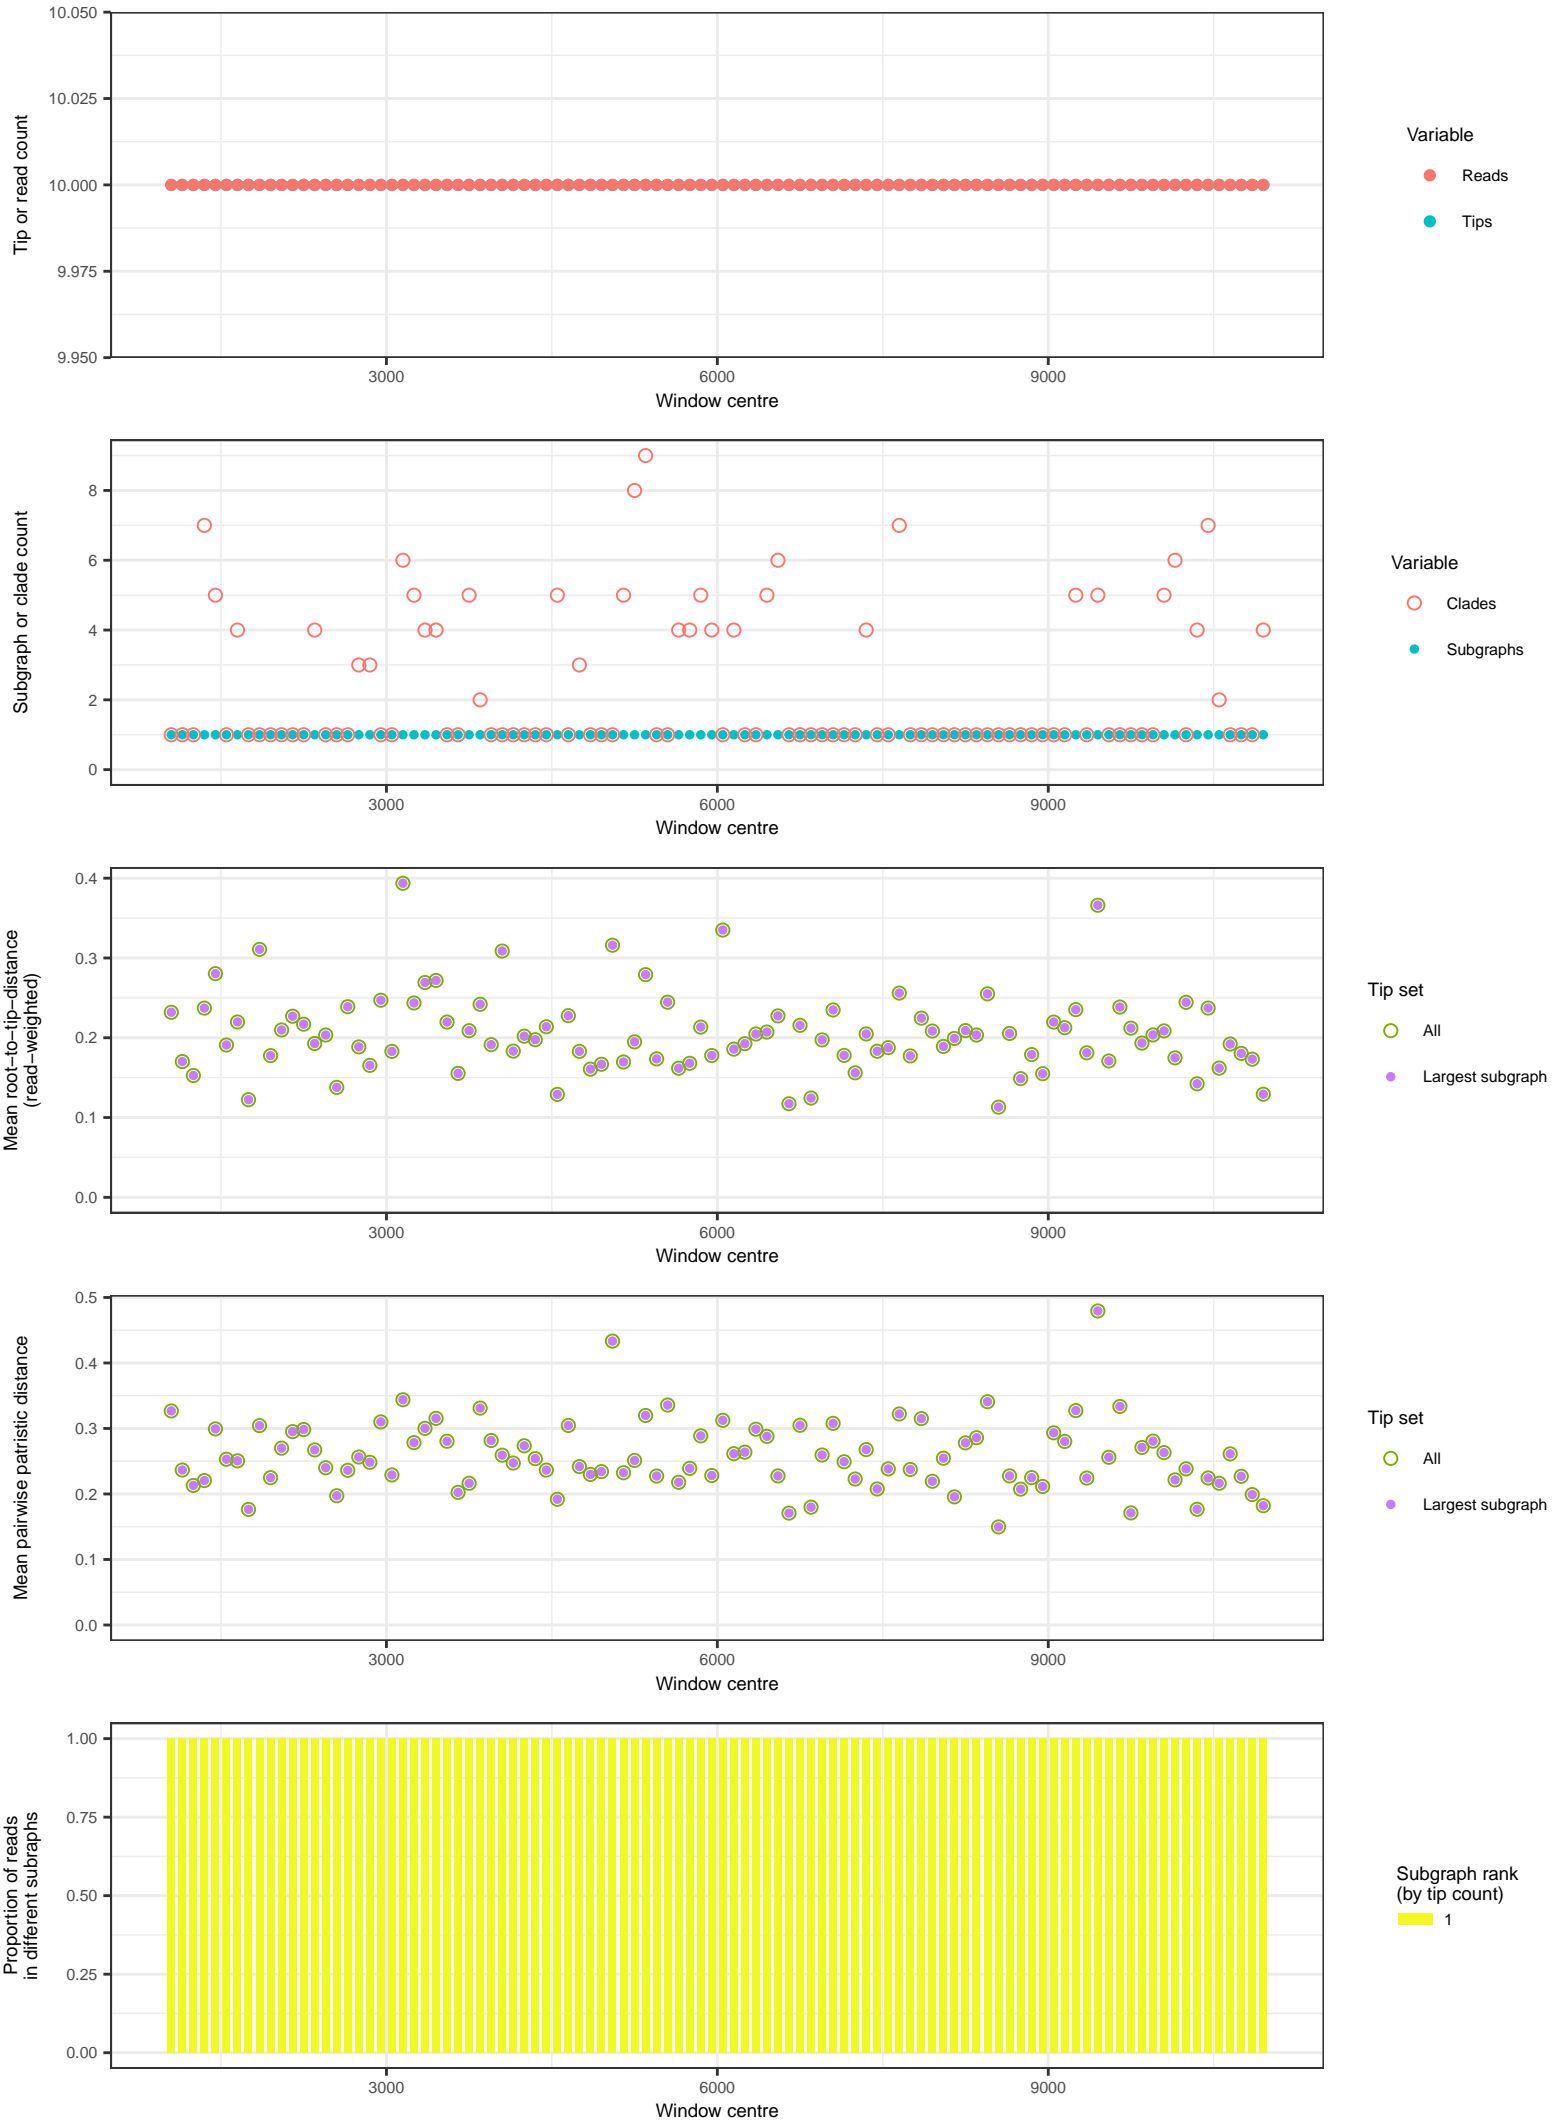 10.050
10.025
10.000
9.975
9.950
Tip or read count
3000 6000 9000
Window centre
Variable
Reads
Tips
8
6
4
2
0
Subgraph or clade count
3000 6000 9000
Window centre
Variable
Clades
Subgraphs
0.4
0.3
0.2
0.1
0.0
Mean root−to−tip−distance
(read−weighted)
3000 6000 9000
Window centre
Tip set
All
Largest subgraph
0.5
0.4
0.3
0.2
0.1
0.0
Mean pairwise patristic distance
3000 6000 9000
Window centre
Tip set
All
Largest subgraph
1.00
0.75
0.50
0.25
0.00
Proportion of reads
in different subraphs
3000 6000 9000
Window centre
Subgraph rank
(by tip count)
1